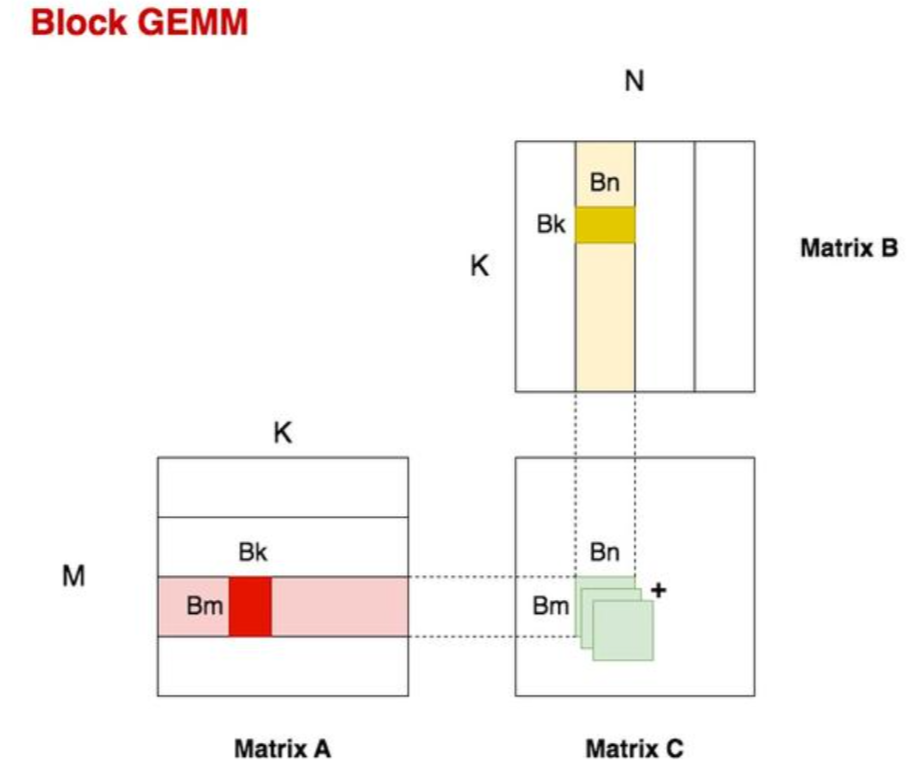 Block GEMM
N
Bn
Bk
K
Matrix B
K
Bk
Bn
M
Bm
Bm
+
Matrix A
Matrix C